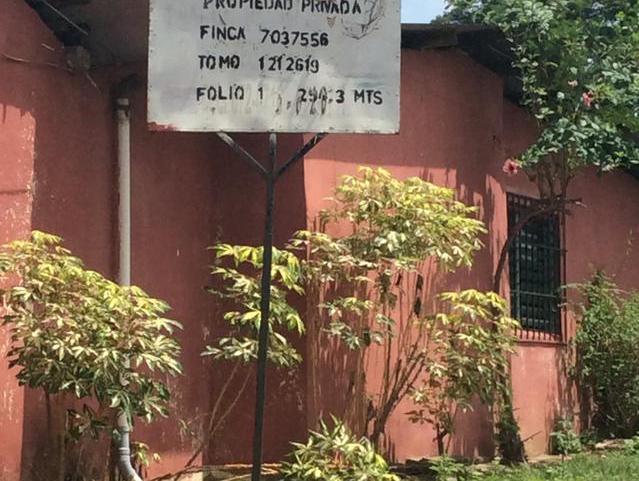 PROPIEDAD PRIVADA
FINCA 7037556
TOMO 1212619
FOLIO 1 MTS